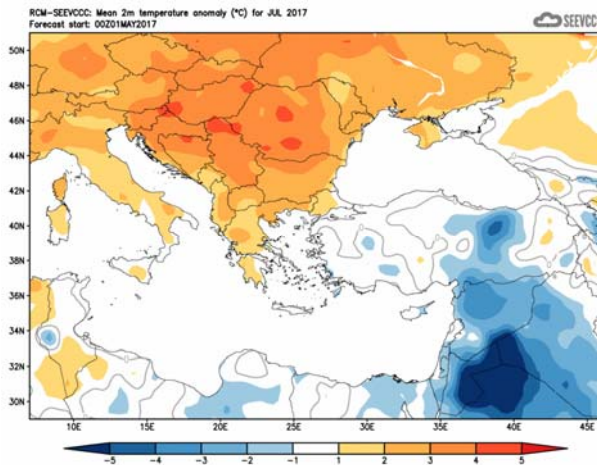 RCM-SEEVCCC: Mean 2m temperature anomaly (°C) for JUL 2017
Forecast start: 00Z01MAY2017
SEEVCCC
50N
48N
46N
44N
42N
40N
38N
36N
34N
32N
30N
10E 15E 20E 25E 30E 35E 40E 45E
-5 -4 -3 -2 -1 1 2 3 4 5